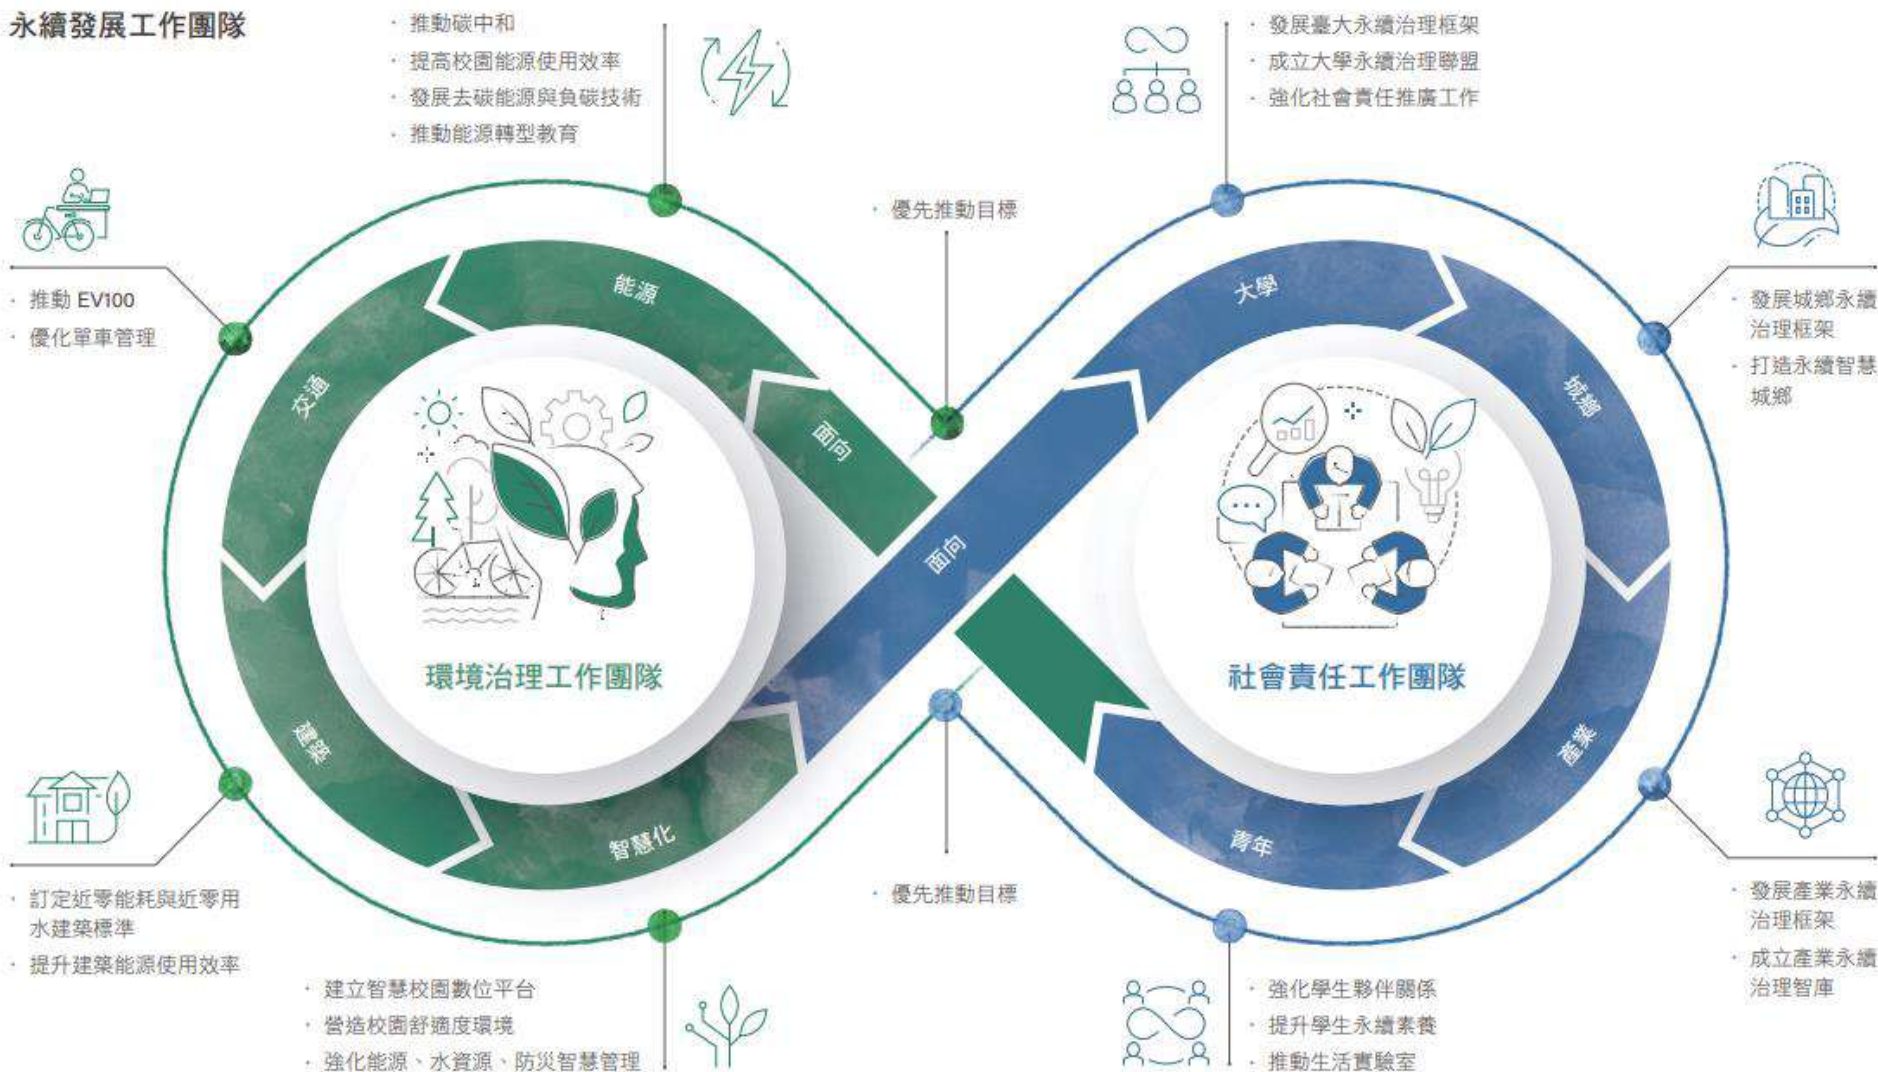 永續發展工作團隊
· 推動碳中和
· 提高校園能源使用效率
· 發展去碳能源與負碳技術
· 推動能源轉型教育
· 發展臺大永續治理框架
· 成立大學永續治理聯盟
· 強化社會責任推廣工作
· 優先推動目標
· 推動 EV100
· 優化單車管理
· 發展城鄉永續
治理框架
· 打造永續智慧
城鄉
能源
交通
面向
建築
智慧化
環境治理工作團隊
面向
大學
城鄉
產業
青年
社會責任工作團隊
· 訂定近零能耗與近零用
水建築標準
· 提升建築能源使用效率
· 建立智慧校園數位平台
· 營造校園舒適度環境
· 強化能源、水資源、防災智慧管理
· 優先推動目標
· 強化學生夥伴關係
· 提升學生永續素養
· 推動生活實驗室
· 發展產業永續
治理框架
· 成立產業永續
治理智庫